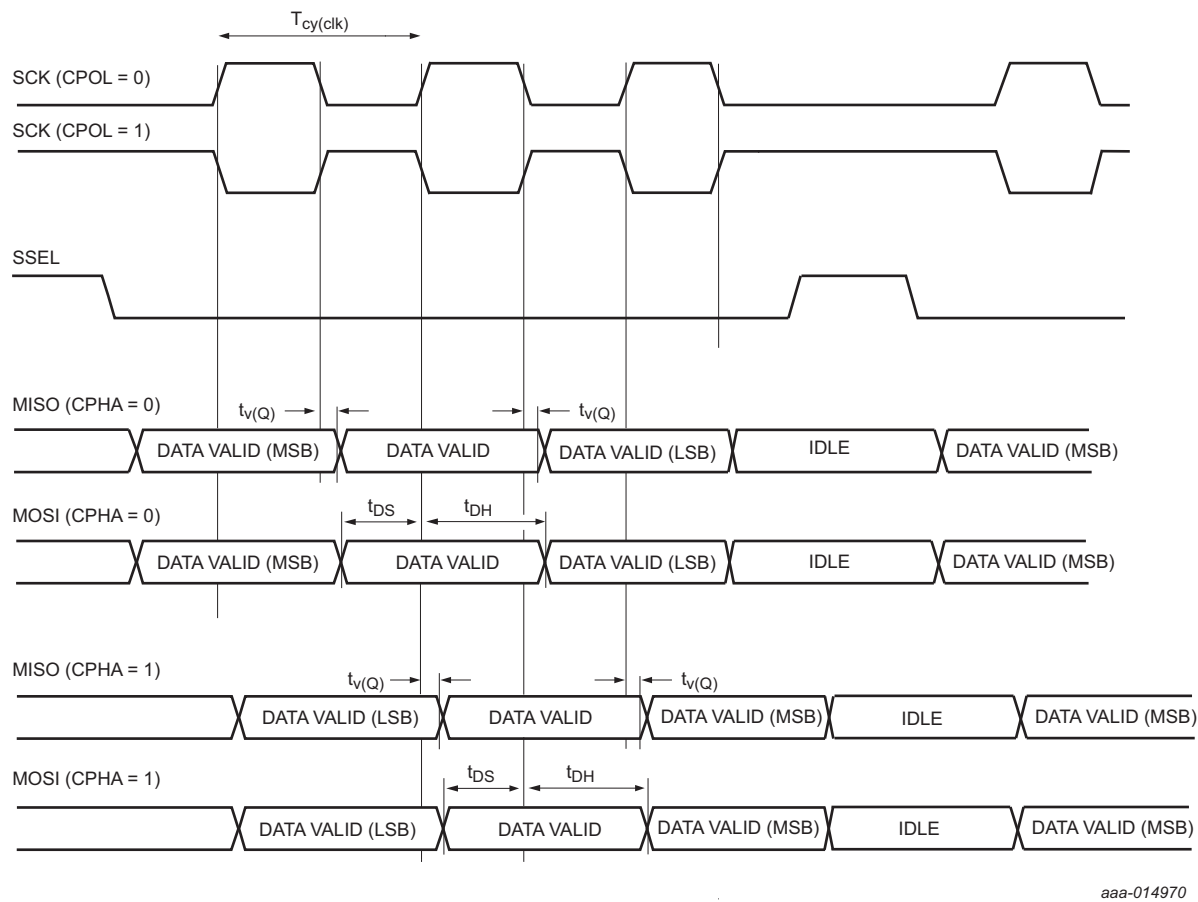 Tcy(clk)
SCK (CPOL = 0)
SCK (CPOL = 1)
SSEL
MISO (CPHA = 0)
tv(Q) tv(Q)
DATA VALID (MSB) DATA VALID DATA VALID (LSB) IDLE DATA VALID (MSB)
tDS tDH
MOSI (CPHA = 0)
DATA VALID (MSB) DATA VALID DATA VALID (LSB) IDLE DATA VALID (MSB)
MISO (CPHA = 1)
tv(Q) tv(Q)
DATA VALID (LSB) DATA VALID DATA VALID (MSB) IDLE DATA VALID (MSB)
tDS tDH
MOSI (CPHA = 1)
DATA VALID (LSB) DATA VALID DATA VALID (MSB) IDLE DATA VALID (MSB)
aaa-014970